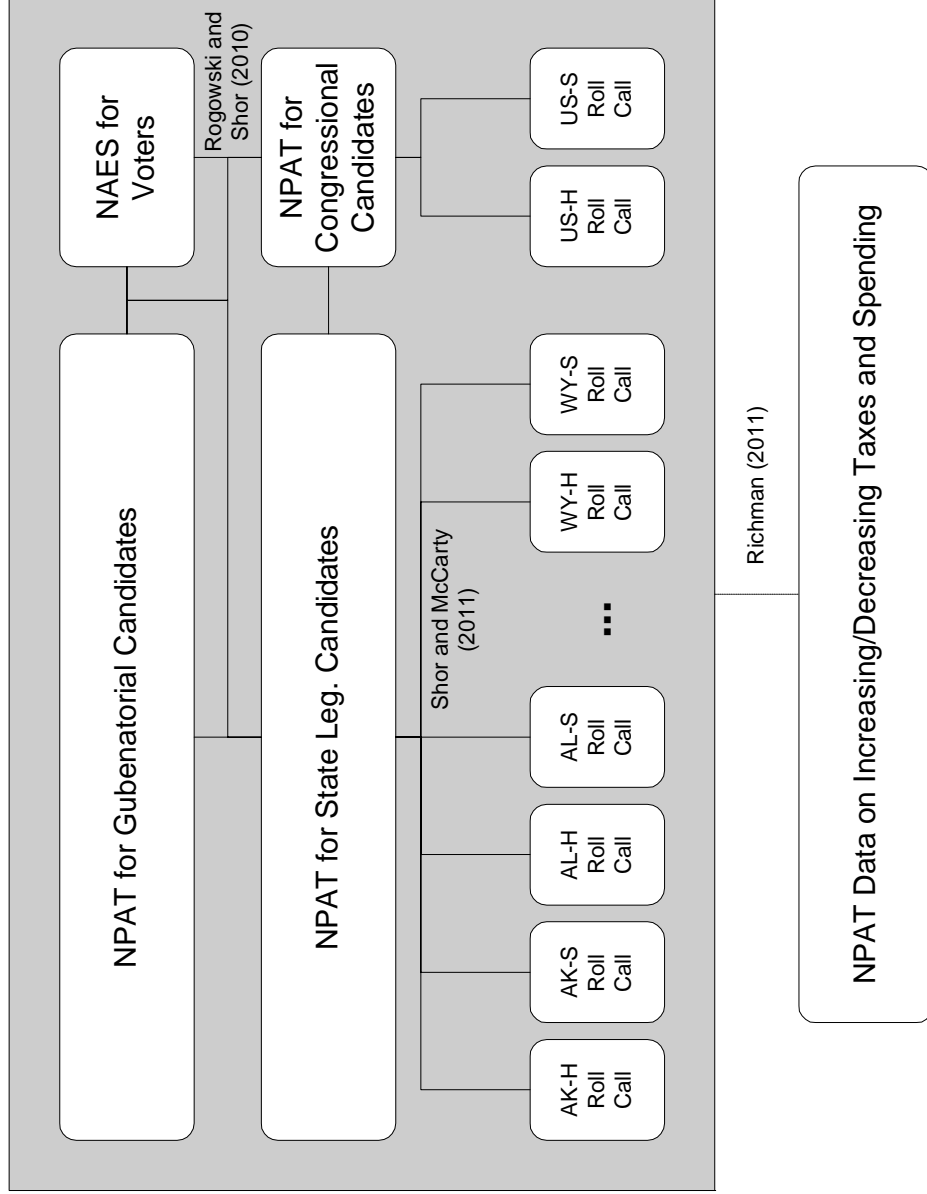 NPAT for Gubenatorial Candidates
NAES for
Voters
Rogowski and
Shor (2010)
NPAT for State Leg. Candidates
NPAT for
Congressional
Candidates
Shor and McCarty
(2011)
AK-H
Roll
Call
AK-S
Roll
Call
AL-H
Roll
Call
AL-S
Roll
Call
...
WY-H
Roll
Call
WY-S
Roll
Call
US-H
Roll
Call
US-S
Roll
Call
Richman (2011)
NPAT Data on Increasing/Decreasing Taxes and Spending